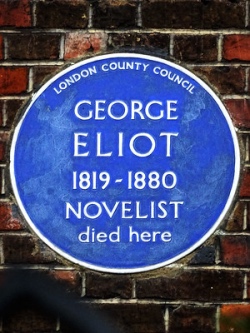 LONDON COUNTY COUNCIL
GEORGE
ELIOT
1819-1880
NOVELIST
died here